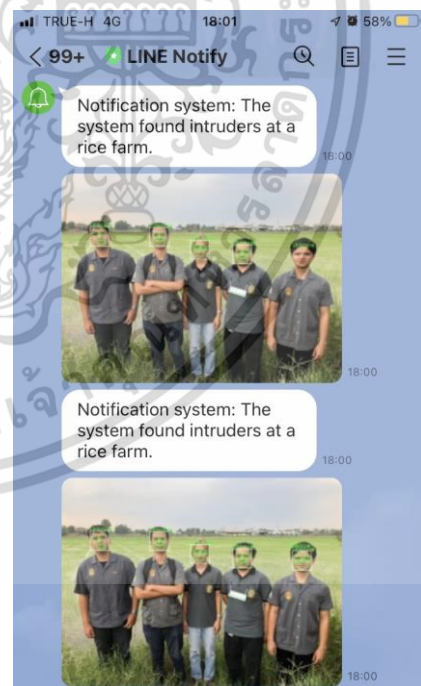 TRUE-H 4G 18:01 58%
99+ LINE Notify
Notification system: The
system found intruders at a
rice farm.
18:00
18:00
Notification system: The
system found intruders at a
rice farm.
18:00
18:00